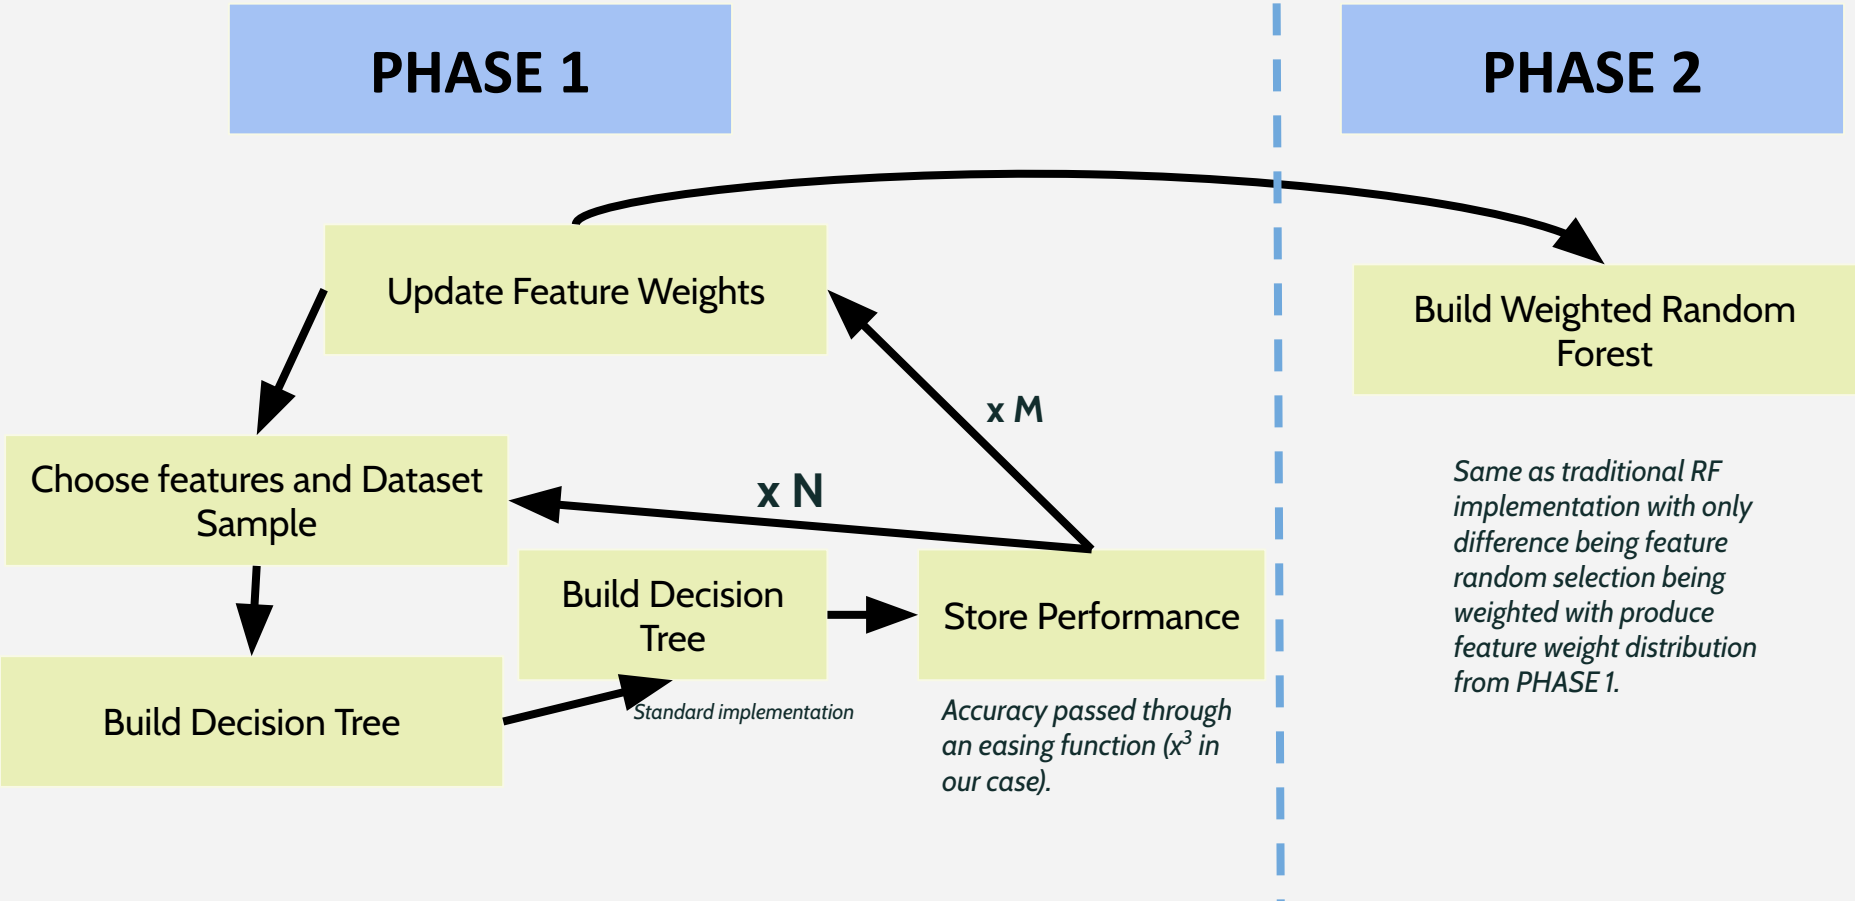 PHASE 1
PHASE 2
Update Feature Weights
Build Weighted Random
Forest
x M
Choose features and Dataset
Sample
x N
Build Decision
Tree
Store Performance
Build Decision Tree
Standard implementation
Accuracy passed through
an easing function (x³ in
our case).
Same as traditional RF
implementation with only
difference being feature
random selection being
weighted with produce
feature weight distribution
from PHASE 1.